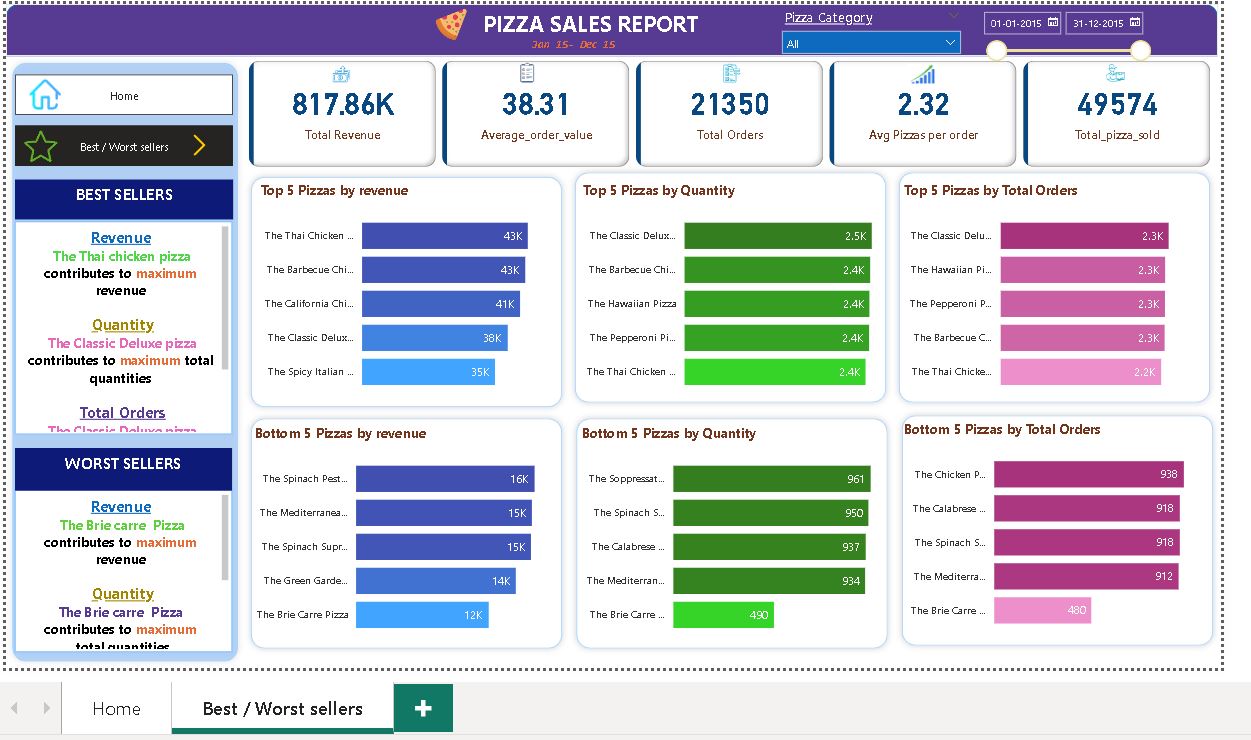 PIZZA SALES REPORT
Jan 15- Dec 15
Pizza Category
All
01-01-2015
31-12-2015
Home
Best / Worst sellers
BEST SELLERS
Revenue
The Thai chicken pizza
contributes to maximum
revenue
Quantity
The Classic Deluxe pizza
contributes to maximum total
quantities
Total Orders
The Classic Deluxe pizza
WORST SELLERS
Revenue
The Brie carre Pizza
contributes to maximum
revenue
Quantity
The Brie carre Pizza
contributes to maximum
total quantities
817.86K
Total Revenue
38.31
Average_order_value
21350
Total Orders
2.32
Avg Pizzas per order
49574
Total_pizza_sold
Top 5 Pizzas by revenue
The Thai Chicken ... 43K
The Barbecue Chi... 43K
The California Chi... 41K
The Classic Delux... 38K
The Spicy Italian ... 35K
Top 5 Pizzas by Quantity
The Classic Delux... 2.5K
The Barbecue Chi... 2.4K
The Hawaiian Pizza 2.4K
The Pepperoni Pi... 2.4K
The Thai Chicken ... 2.4K
Top 5 Pizzas by Total Orders
The Classic Delu... 2.3K
The Hawaiian Pi... 2.3K
The Pepperoni P... 2.3K
The Barbecue C... 2.3K
The Thai Chicke... 2.2K
Bottom 5 Pizzas by revenue
The Spinach Pest... 16K
The Mediterranea... 15K
The Spinach Supr... 15K
The Green Garde... 14K
The Brie Carre Pizza 12K
Bottom 5 Pizzas by Quantity
The Soppressat... 961
The Spinach S... 950
The Calabrese ... 937
The Mediterran... 934
The Brie Carre ... 490
Bottom 5 Pizzas by Total Orders
The Chicken P... 938
The Calabrese ... 918
The Spinach S... 918
The Mediterra... 912
The Brie Carre ... 480
Home
Best / Worst sellers